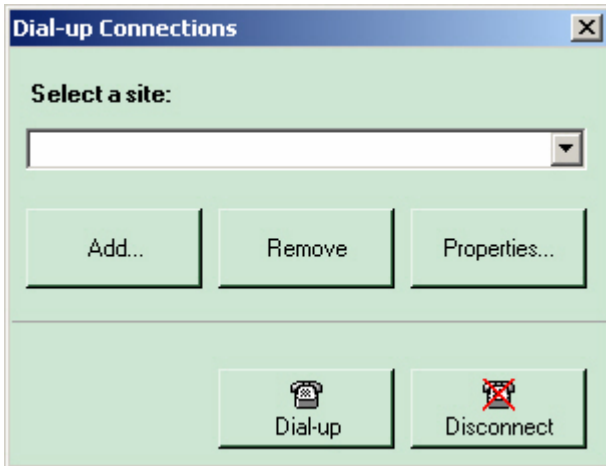 Dial-up Connections
Select a site:
Add...
Remove
Properties...
Dial-up
Disconnect